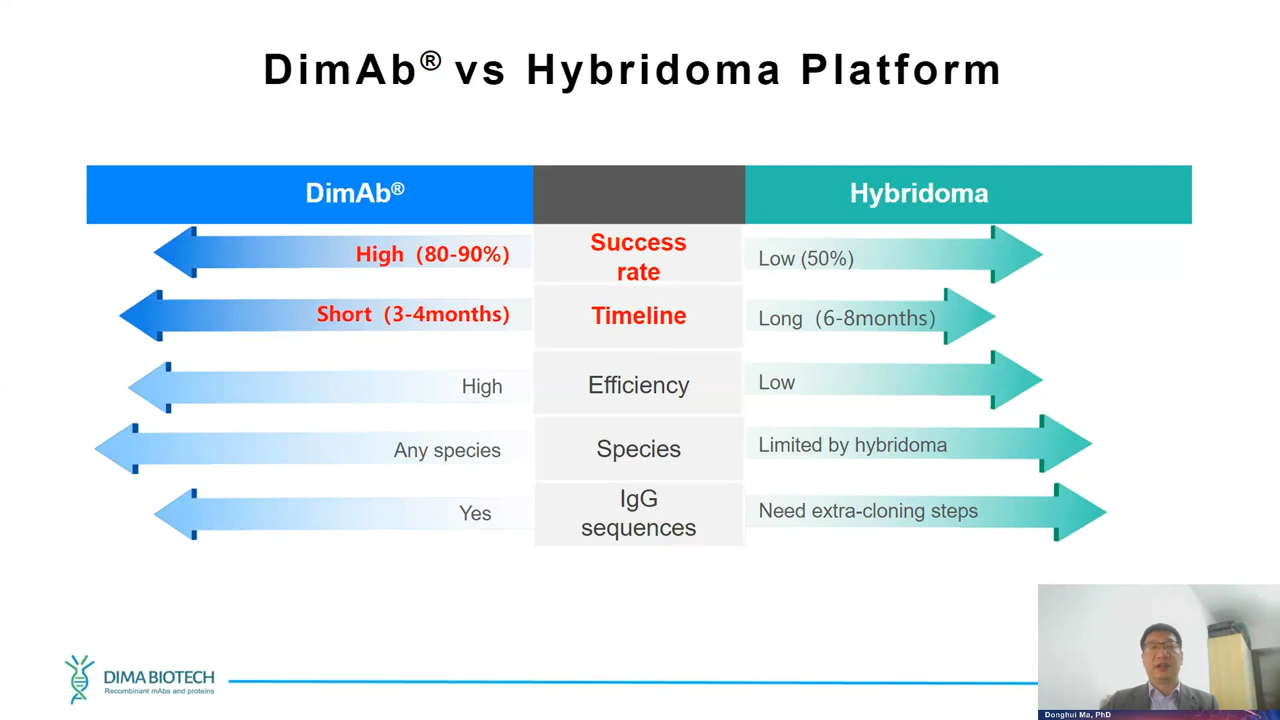 DimAb® vs Hybridoma Platform
DimAb®
Hybridoma
High (80-90%)
Success
rate
Low (50%)
Short (3-4months)
Timeline
Long (6-8months)
High
Efficiency
Low
Any species
Species
Limited by hybridoma
Yes
IgG
sequences
Need extra-cloning steps
DIMA BIOTECH
Recombinant mAbs and proteins
Donghui Ma, PhD